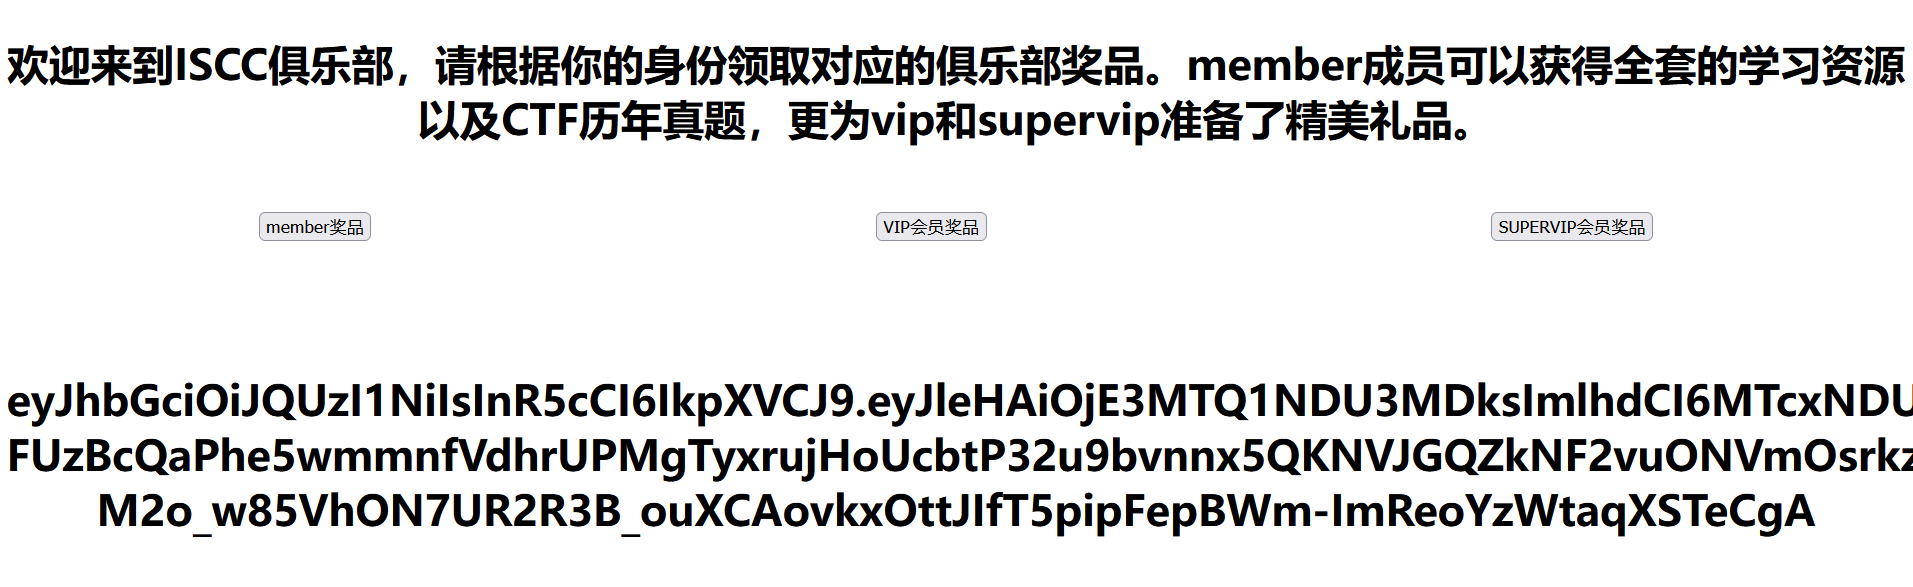 欢迎来到ISCC俱乐部，请根据你的身份领取对应的俱乐部奖品。member成员可以获得全套的学习资源
以及CTF历年真题，更为vip和supervip准备了精美礼品。
member奖品 VIP会员奖品 SUPERVIP会员奖品
eyJhbGciOiJQUzI1NiIsInR5cCI6IkpXVCJ9.eyJleHAiOjE3MTQ1NDU3MDksImlhdCI6MTcxNDU
FUzBcQaPhe5wmmnfVdhrUPMgTyxrujHoUcbtP32u9bvnnx5QKNVJGQZkNF2vuONVmOsrkz
M2o_w85VhON7UR2R3B_ouXCAovkxOttJIfT5pipFepBWm-ImReoYzWtaqXSTeCgA